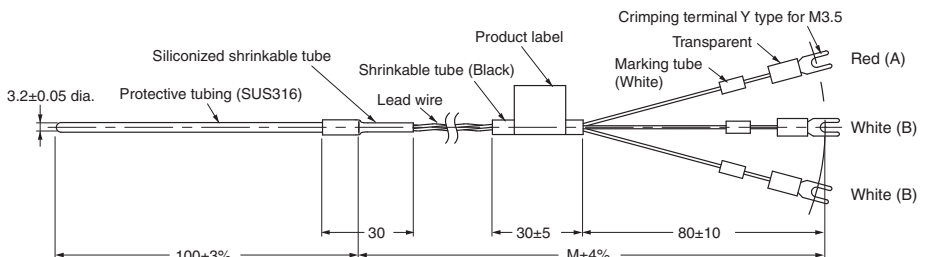 Crimping terminal Y type for M3.5
Product label
Transparent
Siliconized shrinkable tube
Red (A)
Marking tube
(White)
Shrinkable tube (Black)
3.2±0.05 dia.
Protective tubing (SUS316)
Lead wire
White (B)
White (B)
30
30±5
80±10
100±3%
M±4%